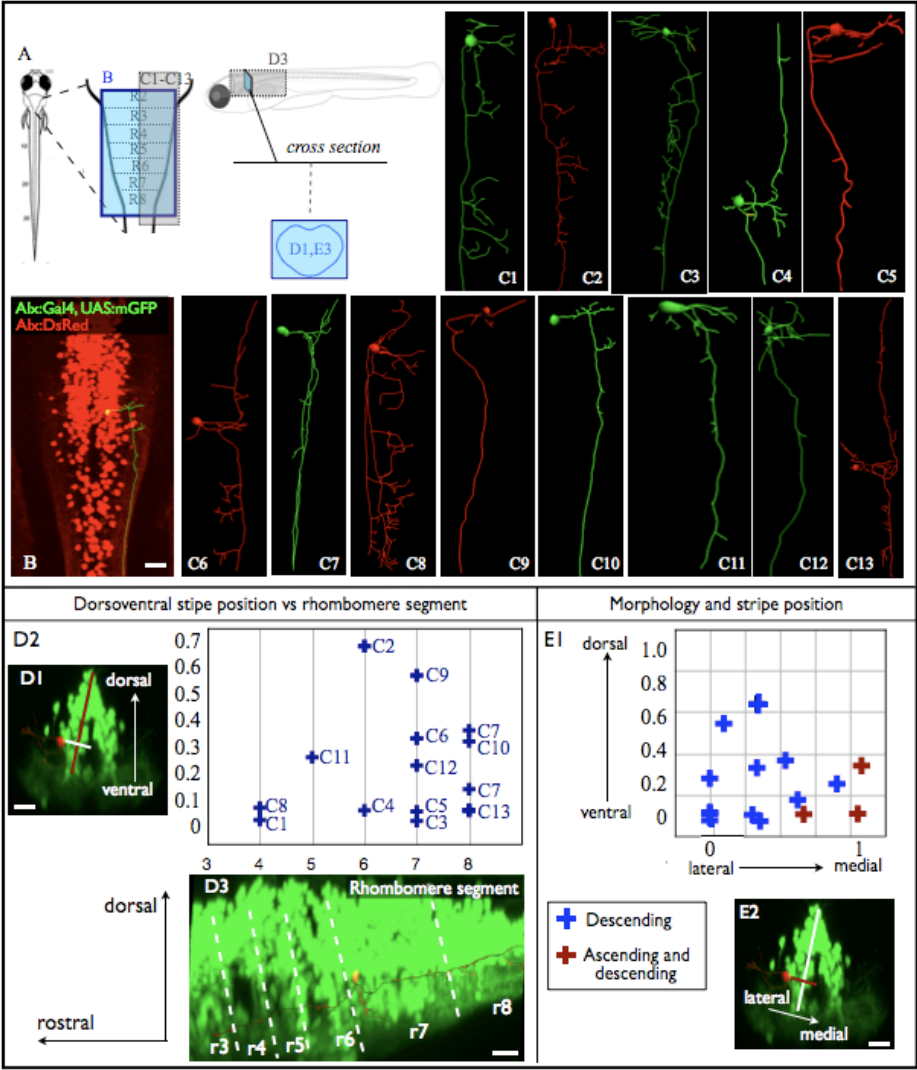 A
B
C1-C13
R2
R3
R4
R5
R6
R7
R8
D3
cross section
D1,E3
C1
C2
C3
C4
C5
Alx:Gal4, UAS:mGFP
Alx:DsRed
B
C6
C7
C8
C9
C10
C11
C12
C13
Dorsoventral stipe position vs rhombomere segment
Morphology and stripe position
D2
D1
dorsal
ventral
0.7
0.6
0.5
0.4
0.3
0.2
0.1
0
C2
C9
C6
C7
C10
C11
C12
C7
C8
C4
C5
C13
C1
C3
3
4
5
6
7
8
D3
Rhombomere segment
dorsal
rostral
r3
r4
r5
r6
r7
r8
E1
dorsal
ventral
1.0
0.8
0.6
0.4
0.2
0
0
1
lateral
medial
Descending
Ascending and
descending
E2
lateral
medial